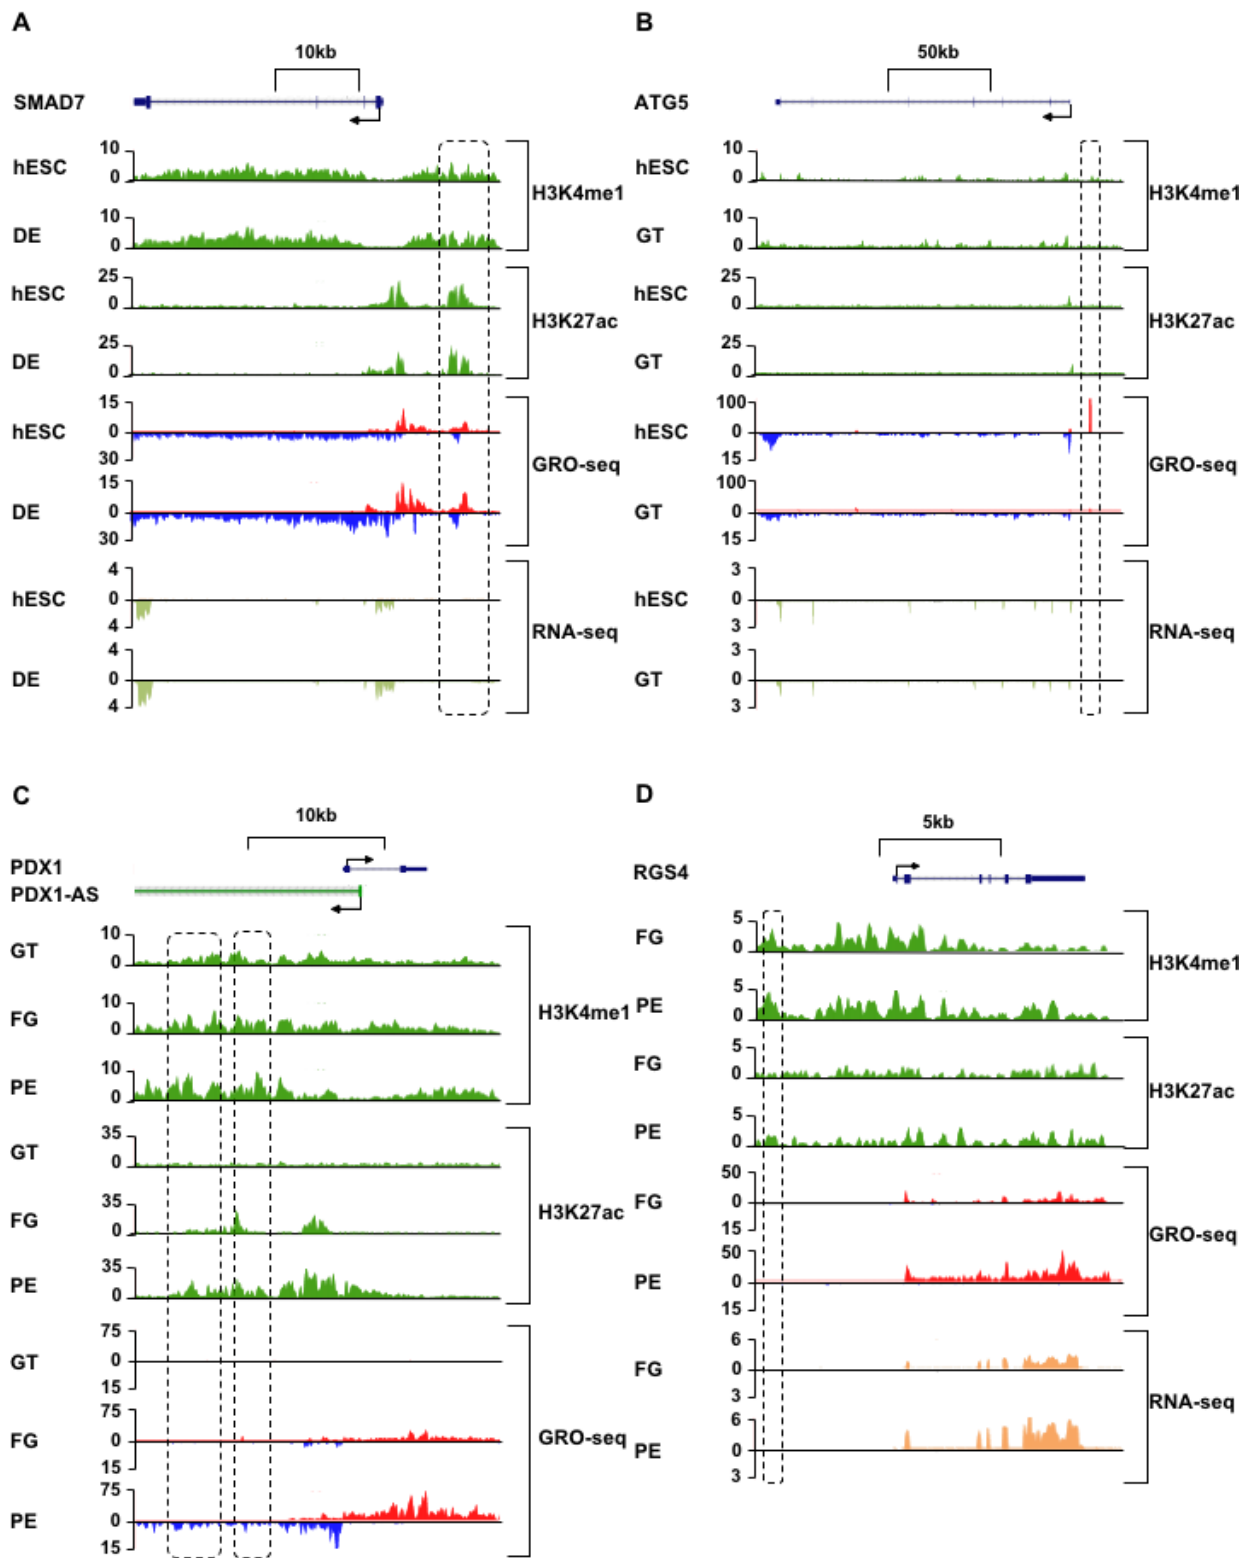 A
10kb
SMAD7
hESC 10 0
DE 10 0
H3K4me1
hESC 25 0
DE 25 0
H3K27ac
hESC 15 0 30
DE 15 0 30
GRO-seq
hESC 4 0 4
DE 4 0 4
RNA-seq
B
50kb
ATG5
hESC 10 0
GT 10 0
H3K4me1
hESC 25 0
GT 25 0
H3K27ac
hESC 100 0 15
GT 100 0 15
GRO-seq
hESC 3 0 3
GT 3 0 3
RNA-seq
C
10kb
PDX1
PDX1-AS
GT 10 0
FG 10 0
PE 10 0
H3K4me1
GT 35 0
FG 35 0
PE 35 0
H3K27ac
GT 75 0 15
FG 75 0 15
PE 75 0 15
GRO-seq
D
5kb
RGS4
FG 5 0
PE 5 0
H3K4me1
FG 5 0
PE 5 0
H3K27ac
FG 50 0 15
PE 50 0 15
GRO-seq
FG 6 0 3
PE 6 0 3
RNA-seq